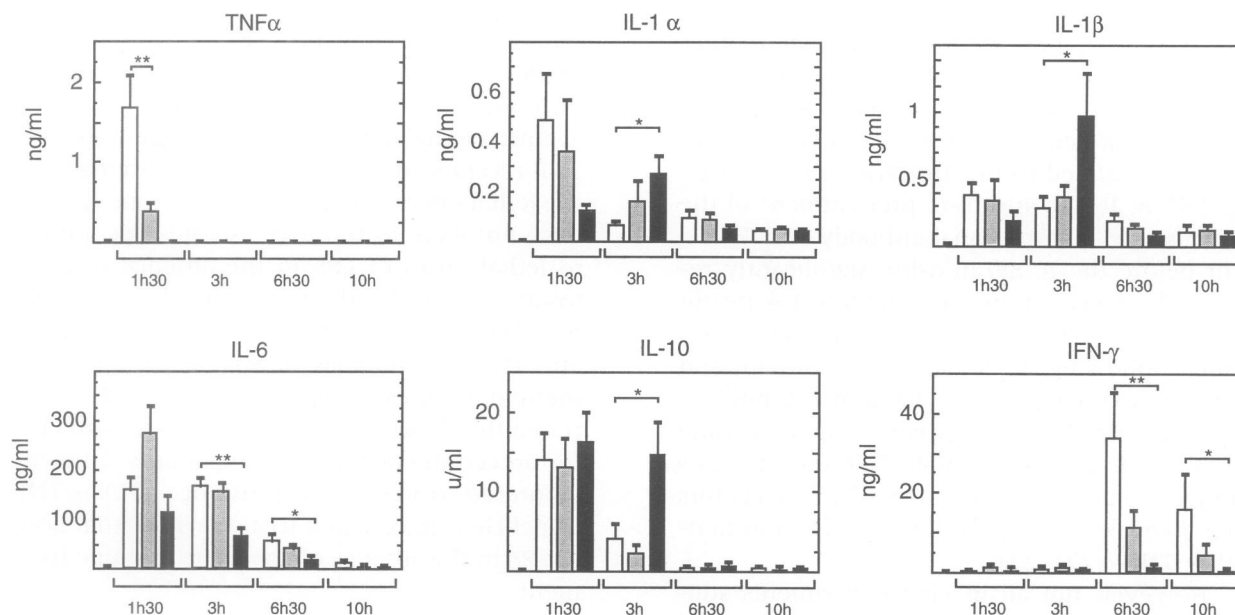 TNFα
ng/ml
2
1
**
1h30 3h 6h30 10h
IL-1 α
ng/ml
0.6
0.4
0.2
*
1h30 3h 6h30 10h
IL-1β
ng/ml
1
0.5
*
1h30 3h 6h30 10h
IL-6
ng/ml
300
200
100
**
*
1h30 3h 6h30 10h
IL-10
u/ml
20
10
*
1h30 3h 6h30 10h
IFN-γ
ng/ml
40
20
**
*
1h30 3h 6h30 10h